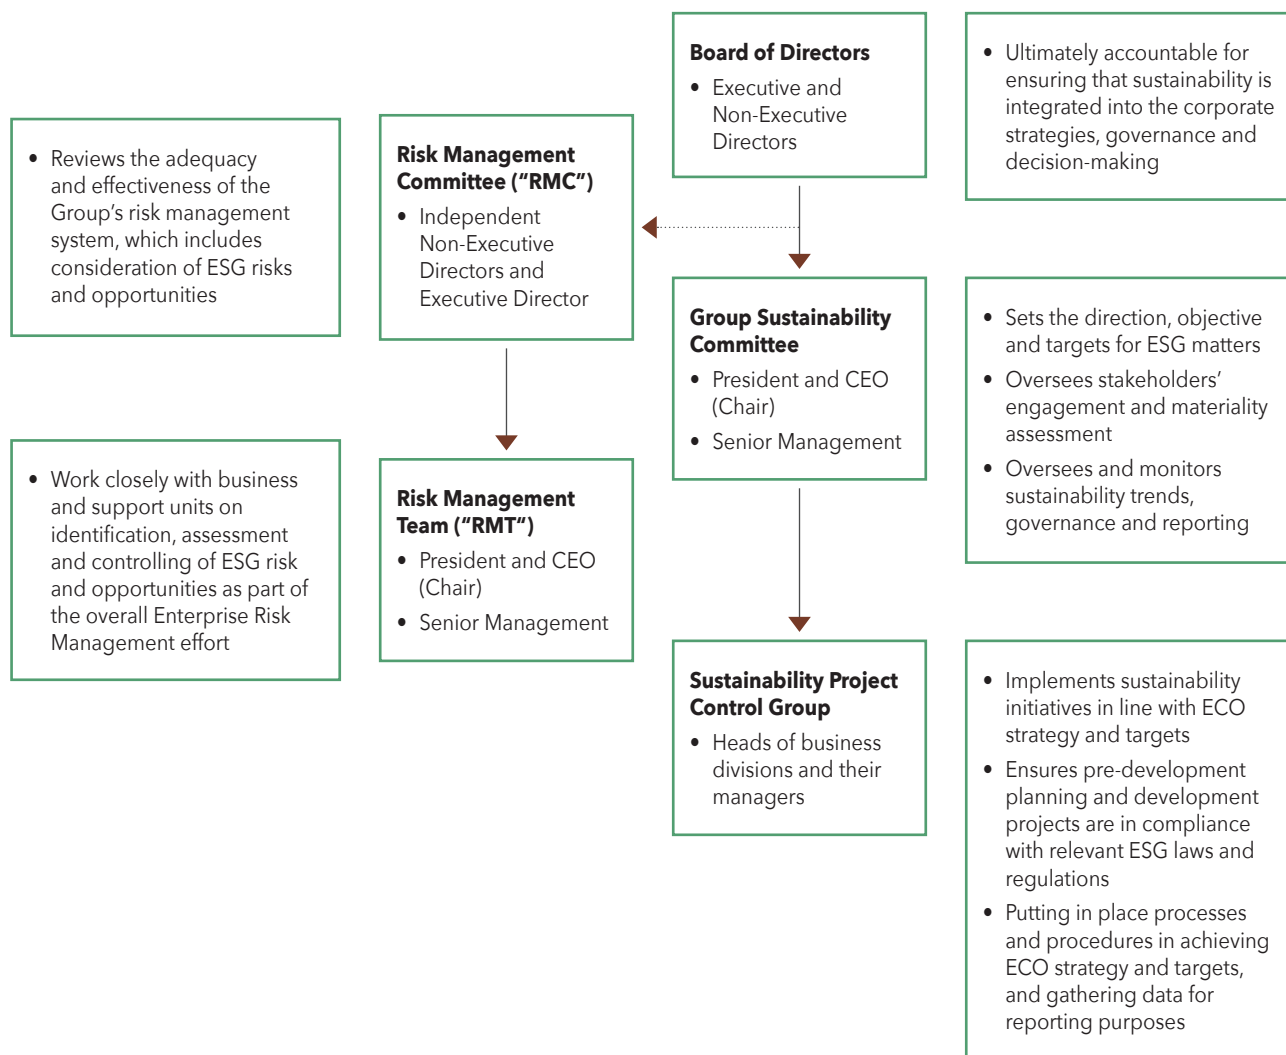 Board of Directors
• Executive and
Non-Executive
Directors
• Ultimately accountable for
ensuring that sustainability is
integrated into the corporate
strategies, governance and
decision-making
• Reviews the adequacy
and effectiveness of the
Group’s risk management
system, which includes
consideration of ESG risks
and opportunities
Risk Management
Committee (“RMC”)
• Independent
Non-Executive
Directors and
Executive Director
Group Sustainability
Committee
• President and CEO
(Chair)
• Senior Management
• Sets the direction, objective
and targets for ESG matters
• Oversees stakeholders’
engagement and materiality
assessment
• Oversees and monitors
sustainability trends,
governance and reporting
• Work closely with business
and support units on
identification, assessment
and controlling of ESG risk
and opportunities as part of
the overall Enterprise Risk
Management effort
Risk Management
Team (“RMT“)
• President and CEO
(Chair)
• Senior Management
Sustainability Project
Control Group
• Heads of business
divisions and their
managers
• Implements sustainability
initiatives in line with ECO
strategy and targets
• Ensures pre-development
planning and development
projects are in compliance
with relevant ESG laws and
regulations
• Putting in place processes
and procedures in achieving
ECO strategy and targets,
and gathering data for
reporting purposes